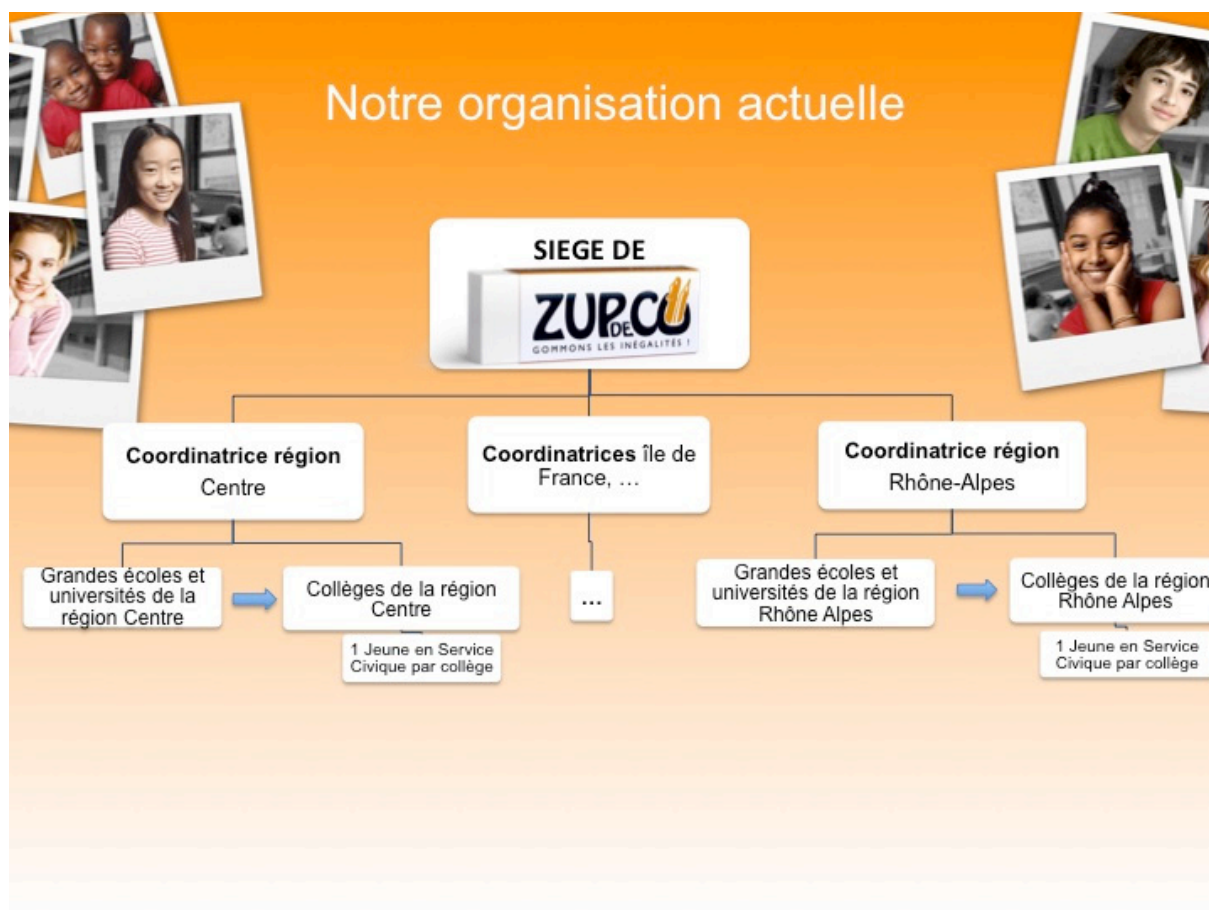 Notre organisation actuelle
SIEGE DE
ZUP DE CO
GOMMONS LES INÉGALITÉS !
Coordinatrice région
Centre
Coordinatrices île de
France, …
Coordinatrice région
Rhône-Alpes
Grandes écoles et
universités de la
région Centre
Collèges de la région
Centre
1 Jeune en Service
Civique par collège
...
Grandes écoles et
universités de la région
Rhône Alpes
Collèges de la région
Rhône Alpes
1 Jeune en Service
Civique par collège